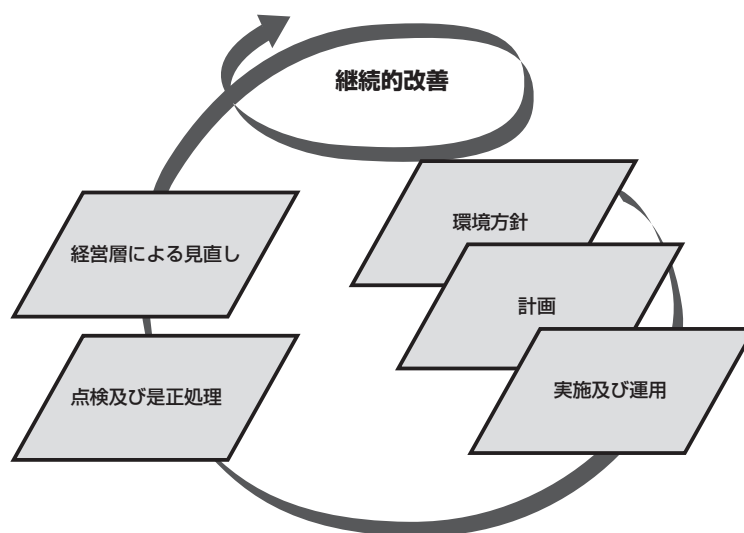 継続的改善
環境方針
経営層による見直し
計画
点検及び是正処理
実施及び運用